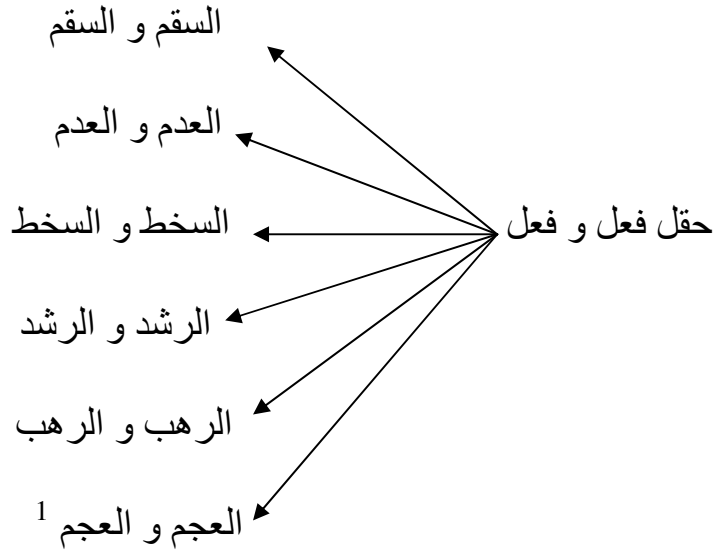 السقم و السقم
العدم و العدم
حقل فعل و فعل
السخط و السخط
الرشد و الرشد
الرهب و الرهب
العجم و العجم 1